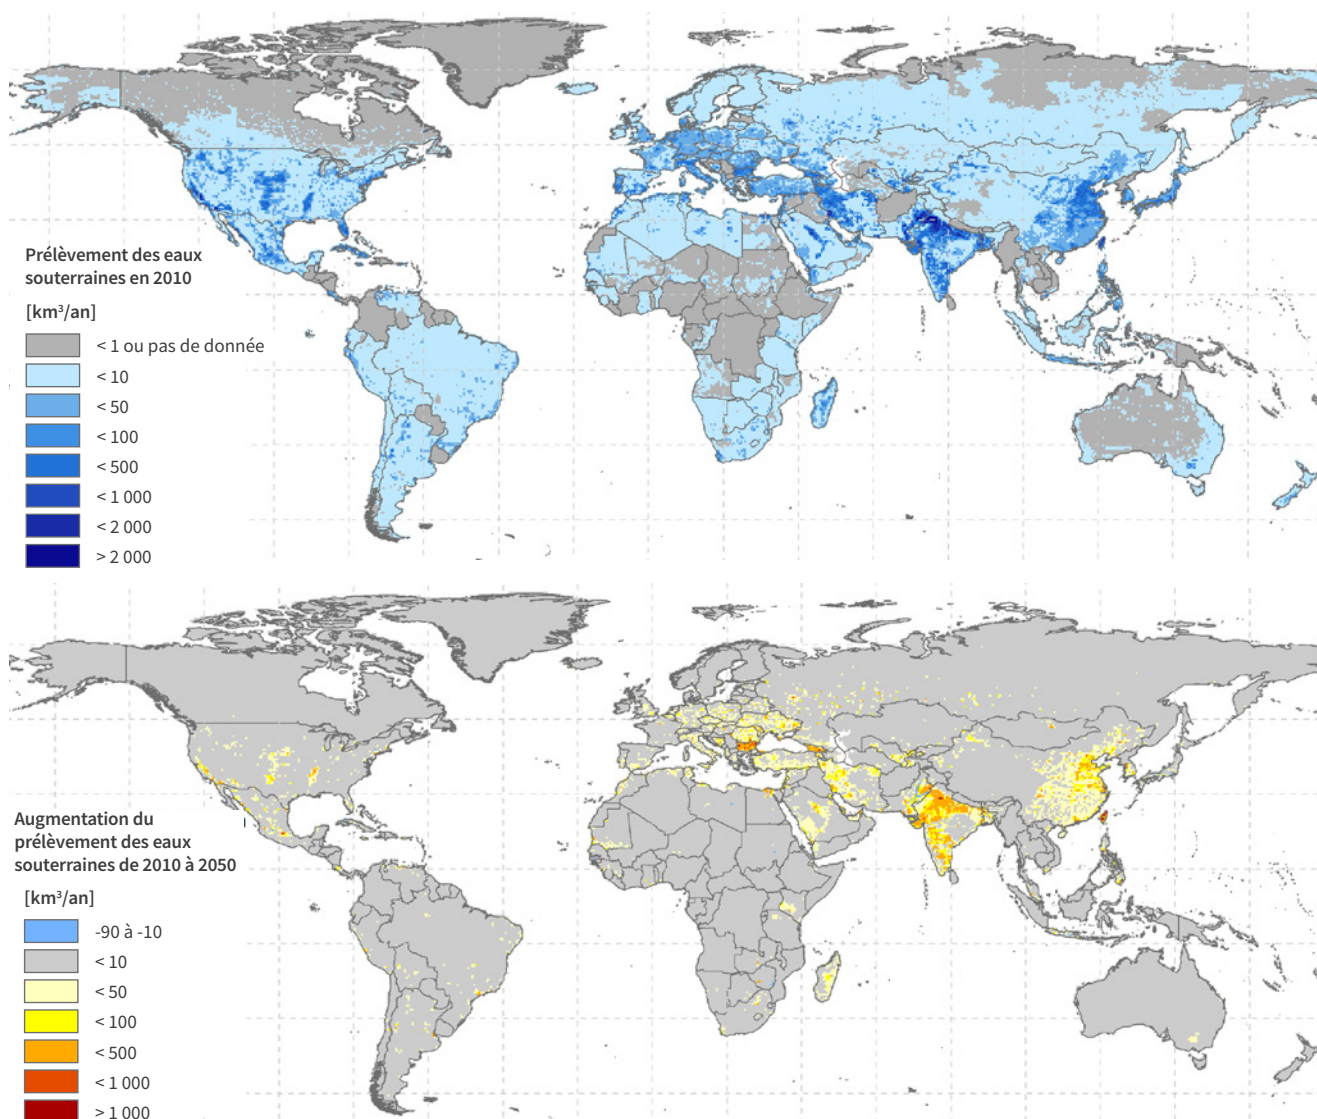 Prélèvement des eaux
souterraines en 2010
[km³/an]
< 1 ou pas de donnée
< 10
< 50
< 100
< 500
< 1 000
< 2 000
> 2 000
Augmentation du
prélèvement des eaux
souterraines de 2010 à 2050
[km³/an]
-90 à -10
< 10
< 50
< 100
< 500
< 1 000
> 1 000